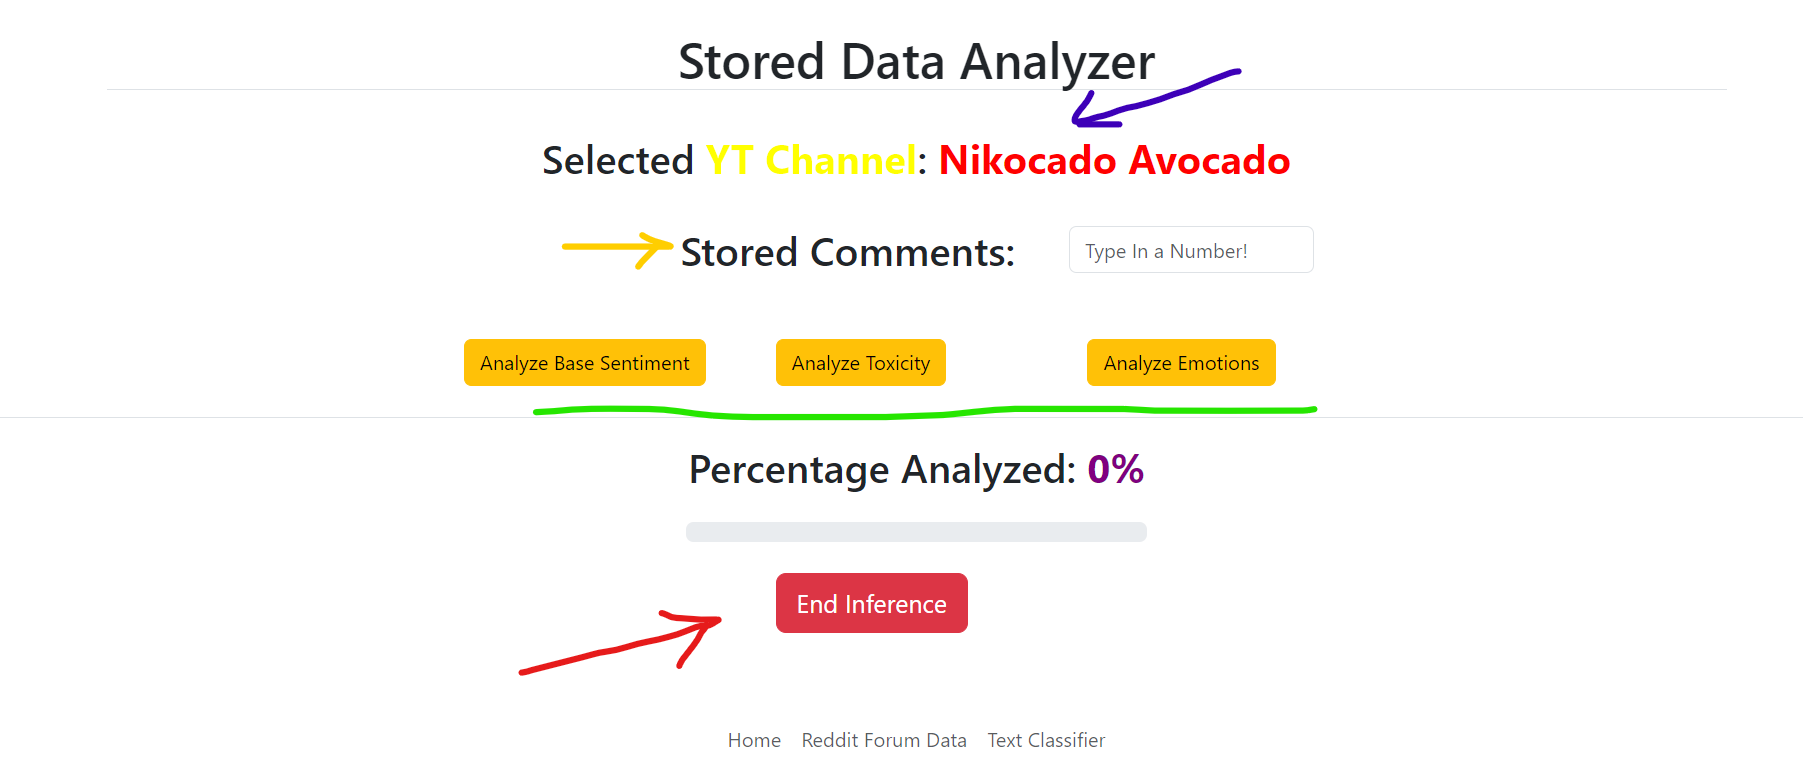 Stored Data Analyzer
Selected YT Channel: Nikocado Avocado
Stored Comments: Type In a Number!
Analyze Base Sentiment Analyze Toxicity Analyze Emotions
Percentage Analyzed: 0%
End Inference
Home Reddit Forum Data Text Classifier